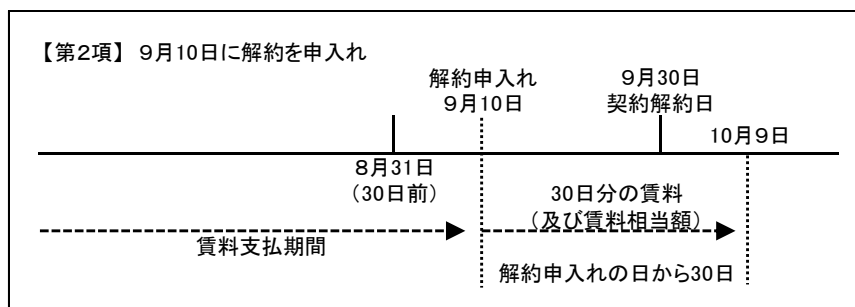 【第2項】 9月10日に解約を申入れ
解約申入れ
9月10日
9月30日
契約解約日
10月9日
8月31日
(30日前)
30日分の賃料
(及び賃料相当額)
賃料支払期間
解約申入れの日から30日